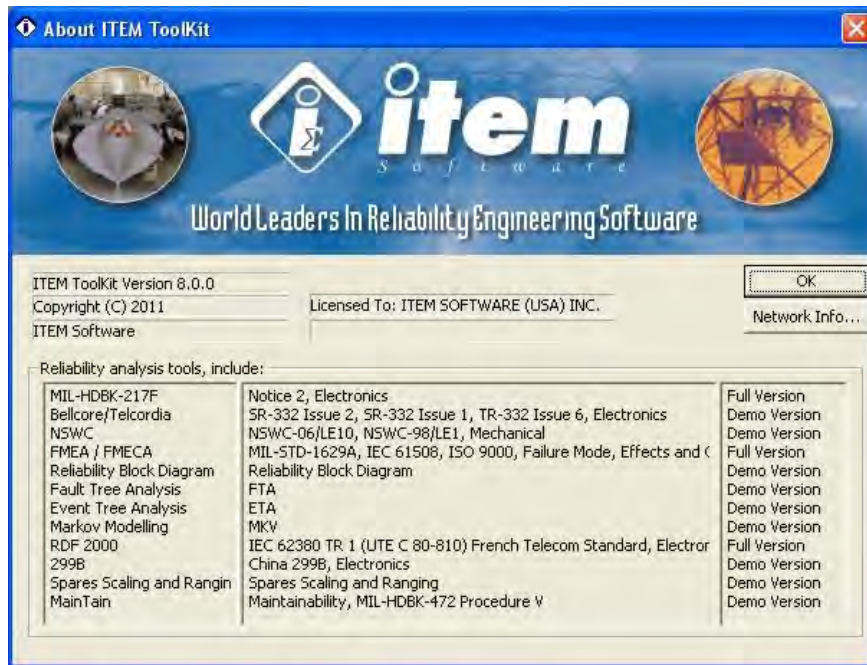 About ITEM ToolKit
item
Software
World Leaders In Reliability Engineering Software
ITEM ToolKit Version 8.0.0
Copyright (C) 2011
ITEM Software
Licensed To: ITEM SOFTWARE (USA) INC.
OK
Network Info...
Reliability analysis tools, include:
MIL-HDBK-217F Notice 2, Electronics Full Version
Bellcore/Telcordia SR-332 Issue 2, SR-332 Issue 1, TR-332 Issue 6, Electronics Demo Version
NSWC NSWC-06/LE10, NSWC-98/LE1, Mechanical Demo Version
FMEA / FMECA MIL-STD-1629A, IEC 61508, ISO 9000, Failure Mode, Effects and Full Version
Reliability Block Diagram Reliability Block Diagram Demo Version
Fault Tree Analysis FTA Demo Version
Event Tree Analysis ETA Demo Version
Markov Modelling MKV Demo Version
RDF 2000 IEC 62380 TR 1 (UTE C 80-810) French Telecom Standard, Electror Full Version
299B China 299B, Electronics Demo Version
Spares Scaling and Rangin Spares Scaling and Ranging Demo Version
MainTain Maintainability, MIL-HDBK-472 Procedure V Demo Version